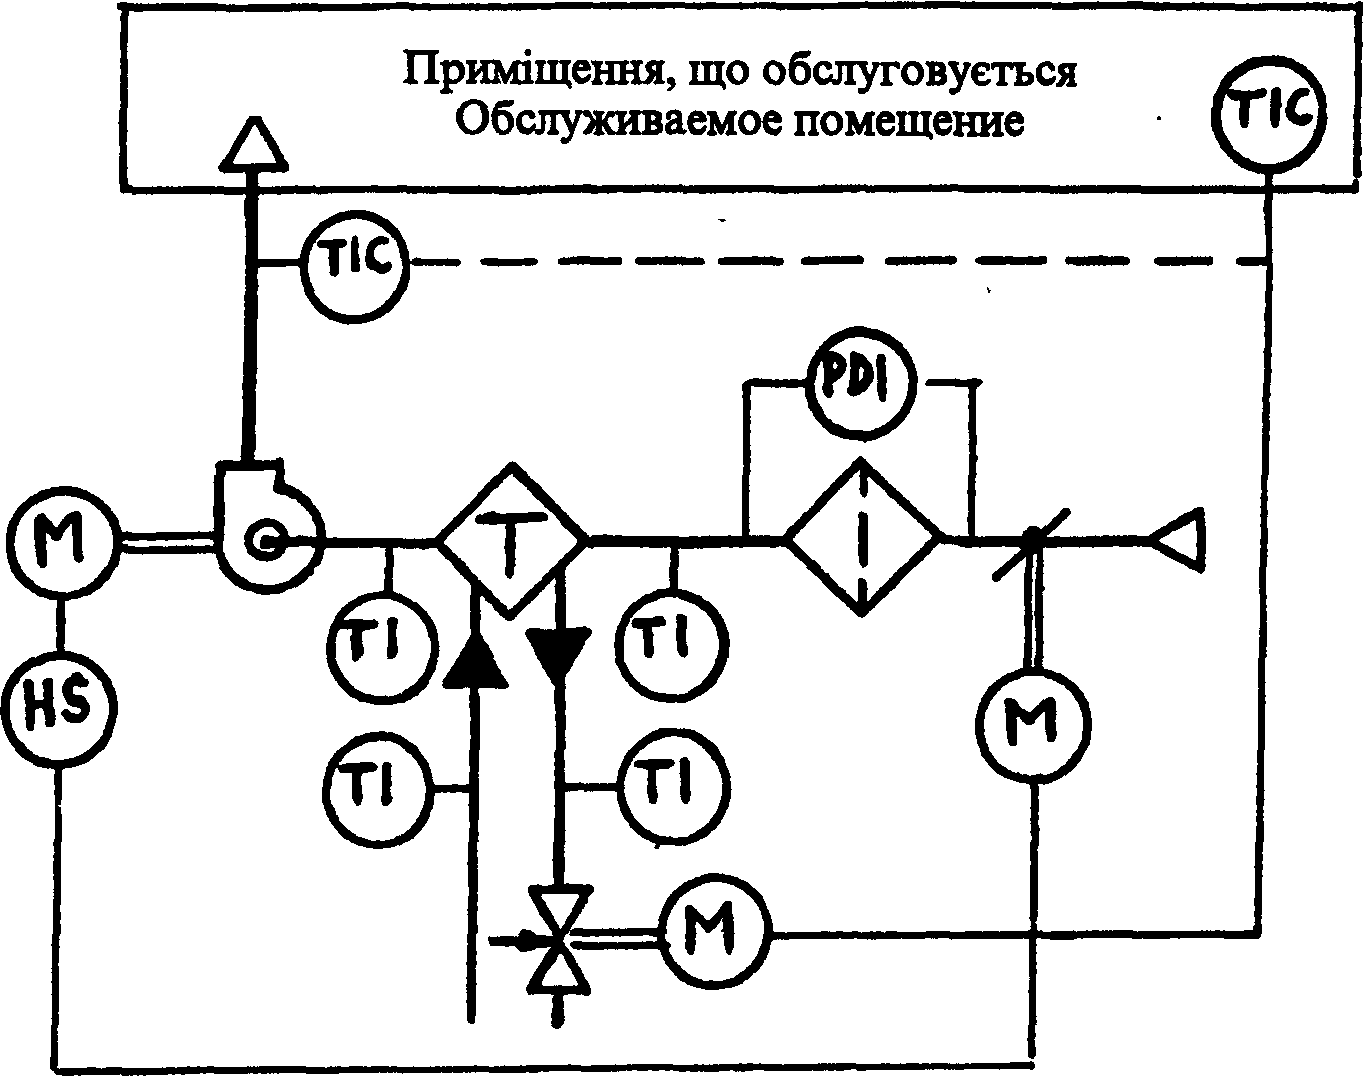 Приміщення, що обслуговується
Обслуживаемое помещение
TIC
TIC
PDI
T
M
TI
TI
HS
M
TI
TI
M